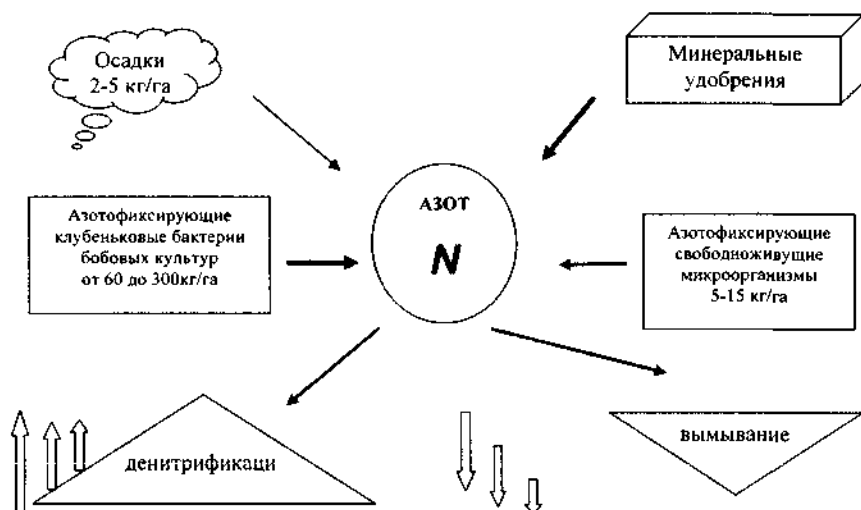 Осадки
2-5 кг/га
Минеральные
удобрения
АЗОТ
N
Азотофиксирующие
клубеньковые бактерии
бобовых культур
от 60 до 300кг/га
Азотофиксирующие
свободноживущие
микроорганизмы
5-15 кг/га
денитрификаци
вымывание